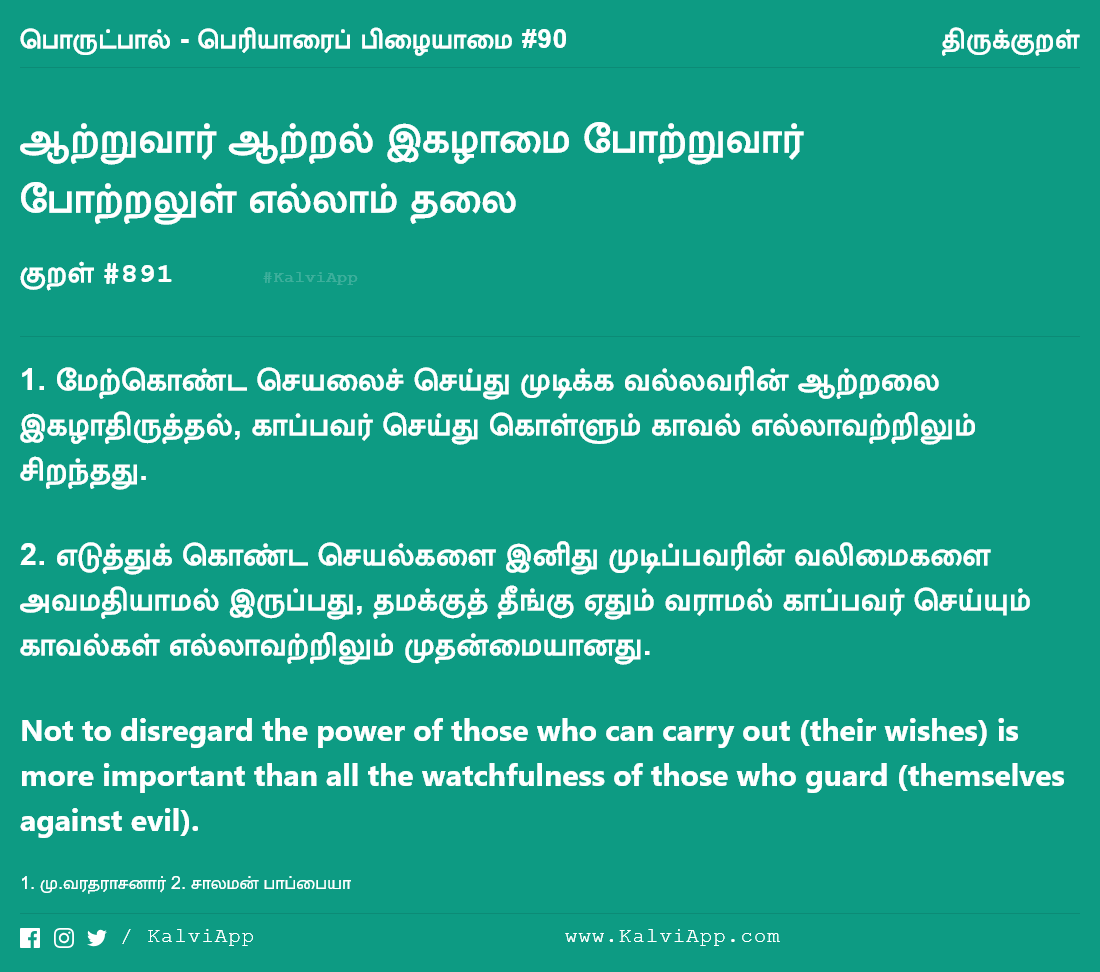 பொருட்பால் - பெரியாரைப் பிழையாமை #90 திருக்குறள்
ஆற்றுவார் ஆற்றல் இகழாமை போற்றுவார்
போற்றலுள் எல்லாம் தலை
குறள் #891 #KalviApp
1. மேற்கொண்ட செயலைச் செய்து முடிக்க வல்லவரின் ஆற்றலை
இகழாதிருத்தல், காப்பவர் செய்து கொள்ளும் காவல் எல்லாவற்றிலும்
சிறந்தது.
2. எடுத்துக் கொண்ட செயல்களை இனிது முடிப்பவரின் வலிமைகளை
அவமதியாமல் இருப்பது, தமக்குத் தீங்கு ஏதும் வராமல் காப்பவர் செய்யும்
காவல்கள் எல்லாவற்றிலும் முதன்மையானது.
Not to disregard the power of those who can carry out (their wishes) is
more important than all the watchfulness of those who guard (themselves
against evil).
1. மு.வரதராசனார் 2. சாலமன் பாப்பையா
/ KalviApp www.KalviApp.com